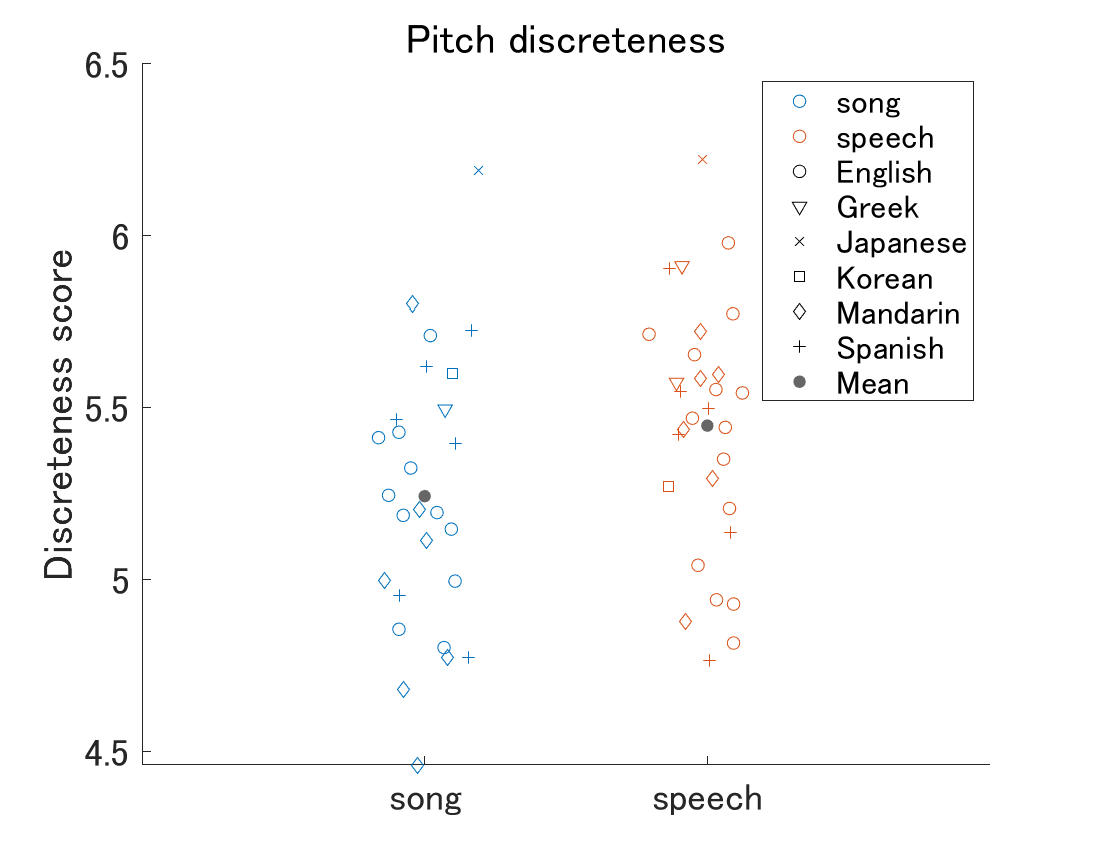 Pitch discreteness
6.5
6
5.5
5
4.5
Discreteness score
song
speech
song
speech
English
Greek
Japanese
Korean
Mandarin
Spanish
Mean